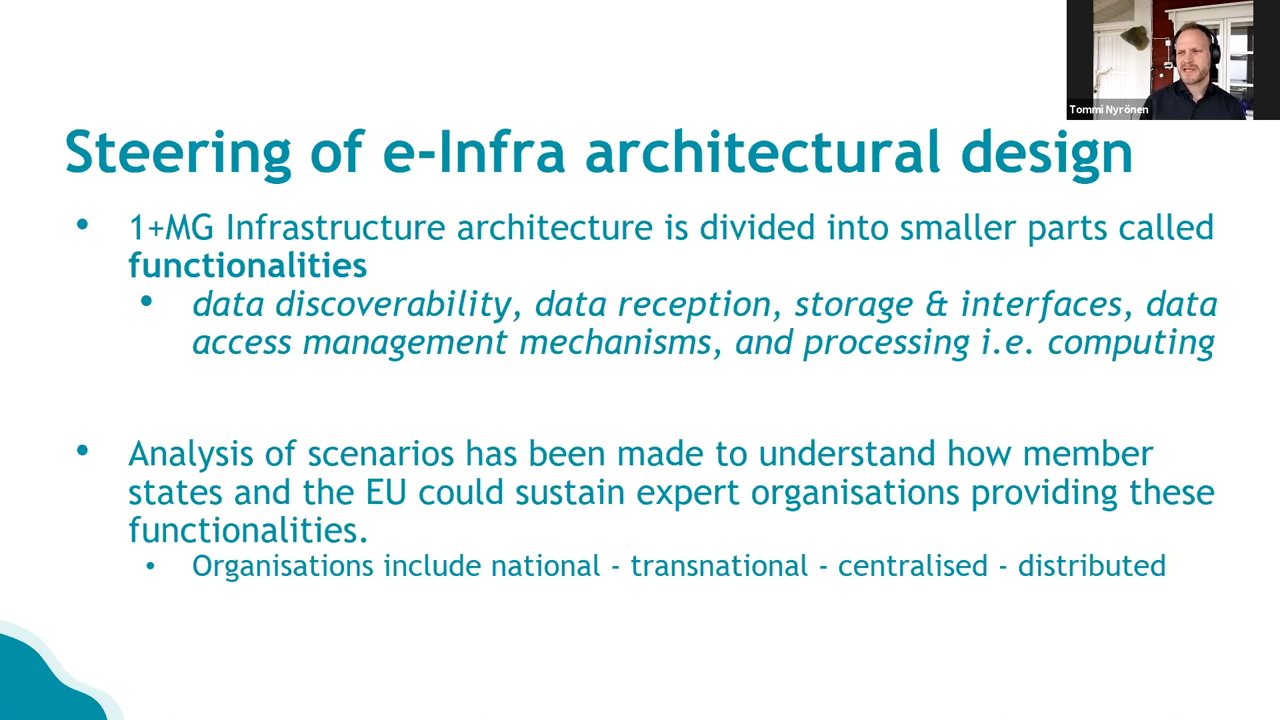 Tommi Nyrönen
Steering of e-Infra architectural design
• 1+MG Infrastructure architecture is divided into smaller parts called
functionalities
• data discoverability, data reception, storage & interfaces, data
access management mechanisms, and processing i.e. computing
• Analysis of scenarios has been made to understand how member
states and the EU could sustain expert organisations providing these
functionalities.
• Organisations include national - transnational - centralised - distributed